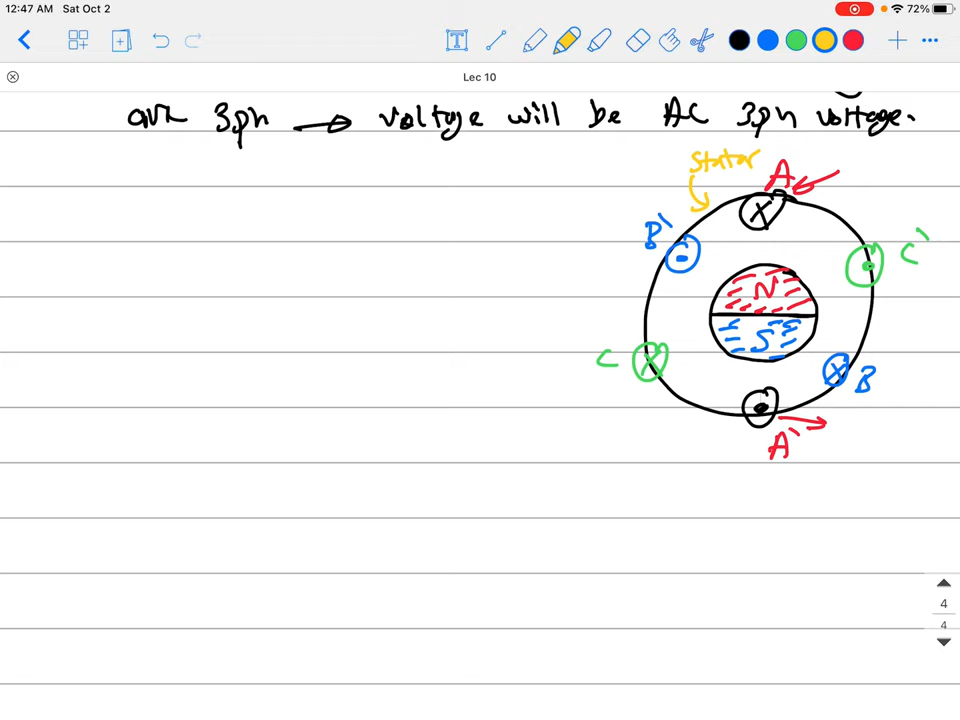 12:47 AM Sat Oct 2
72%
Lec 10
3ph → voltage will be AC 3ph voltage.
Stator
A
B'
C'
N
S
C
B
A'
4
4